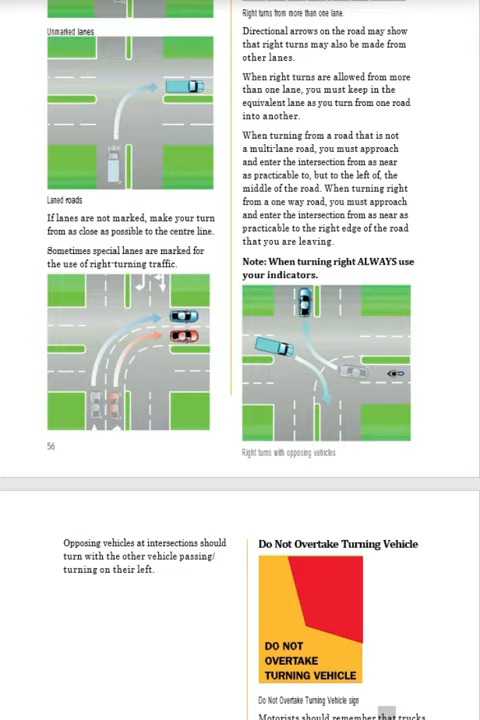 Unmarked lanes
Laned roads
If lanes are not marked, make your turn
from as close as possible to the centre line.
Sometimes special lanes are marked for
the use of right-turning traffic.
56
Right turns from more than one lane.
Directional arrows on the road may show
that right turns may also be made from
other lanes.
When right turns are allowed from more
than one lane, you must keep in the
equivalent lane as you turn from one road
into another.
When turning from a road that is not
a multi-lane road, you must approach
and enter the intersection from as near
as practicable to, but to the left of, the
middle of the road. When turning right
from a one way road, you must approach
and enter the intersection from as near as
practicable to the right edge of the road
that you are leaving.
Note: When turning right ALWAYS use
your indicators.
Right turns with opposing vehicles
Opposing vehicles at intersections should
turn with the other vehicle passing/
turning on their left.
Do Not Overtake Turning Vehicle
DO NOT
OVERTAKE
TURNING VEHICLE
Do Not Overtake Turning Vehicle sign
Motorists should remember that trucks